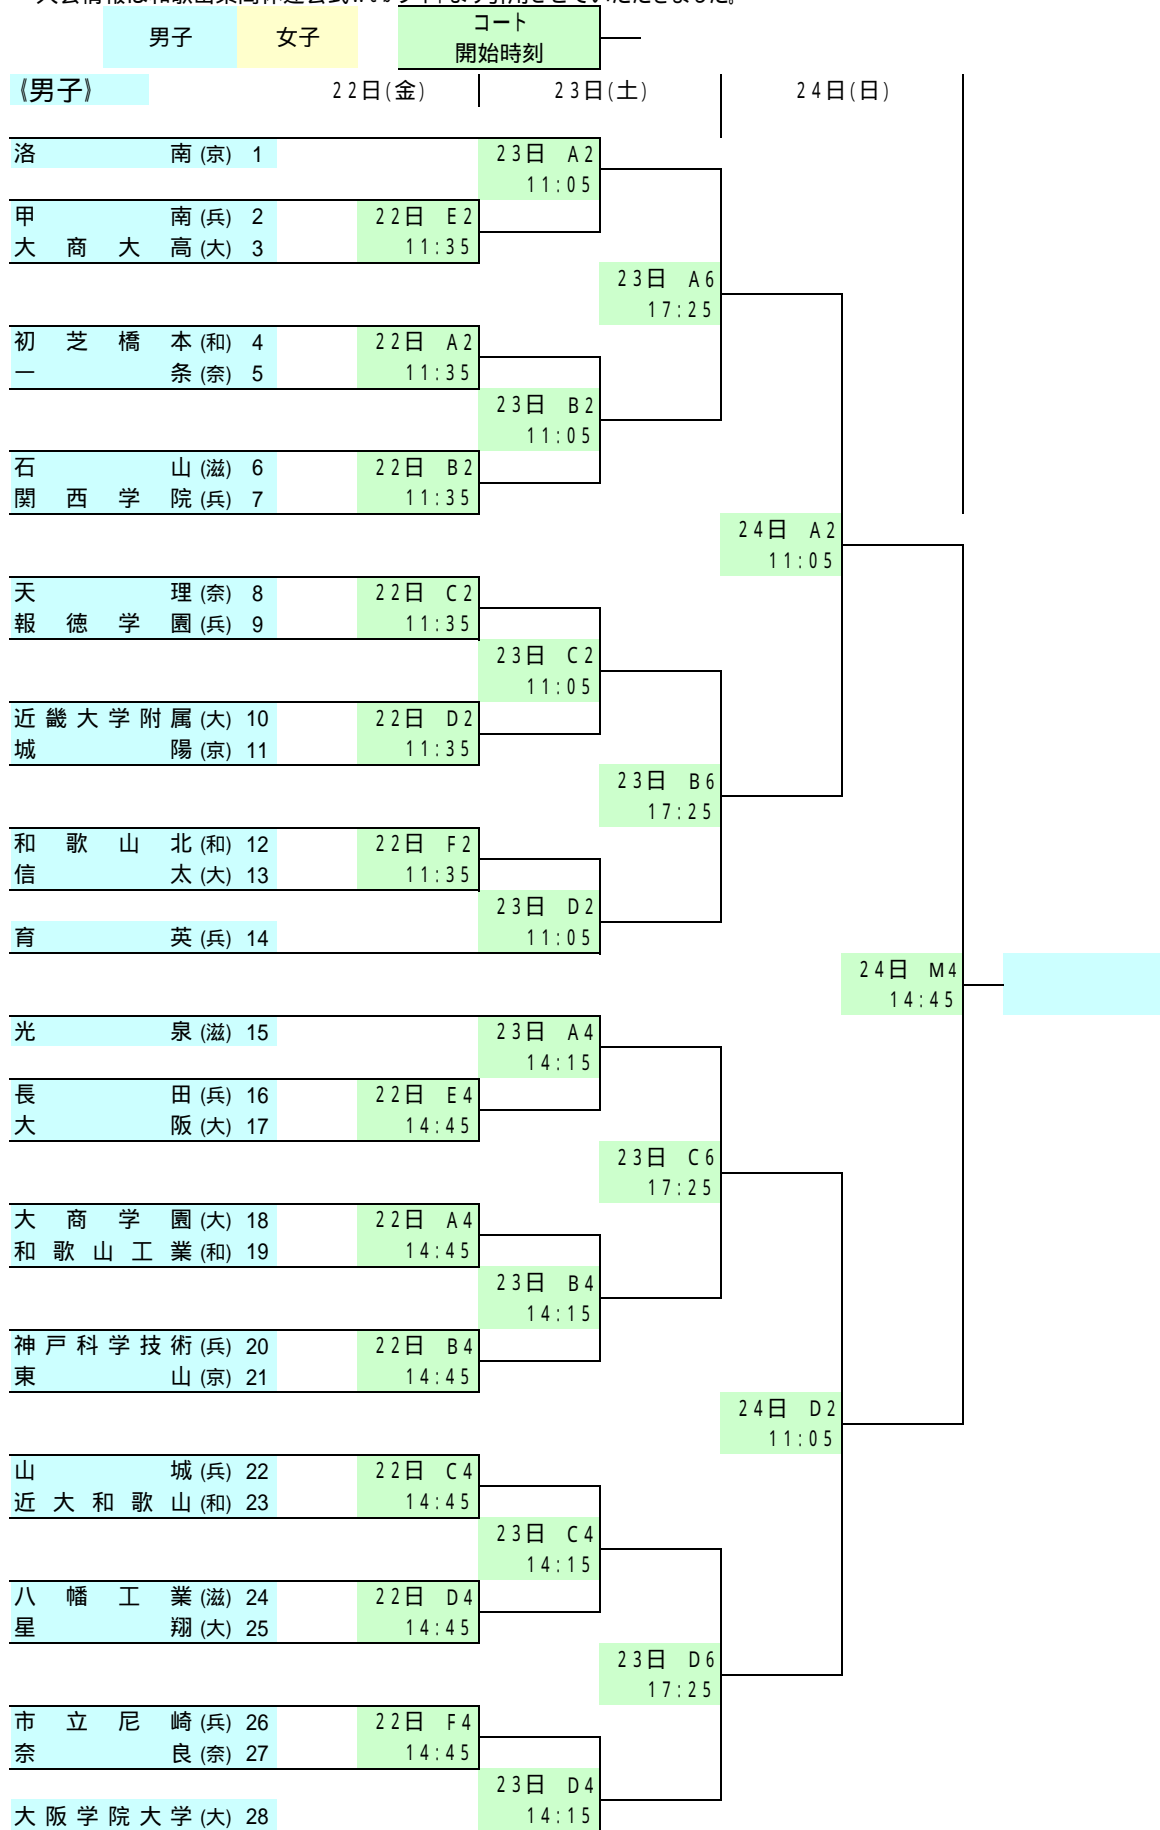 男子 女子 コート
開始時刻
《男子》 22日(金) 23日(土) 24日(日)
洛南(京) 1 23日 A2
11:05
甲南(兵) 2 22日 E2
大商大高(大) 3 11:35
23日 A6
17:25
初芝橋本(和) 4 22日 A2
一条(奈) 5 11:35
23日 B2
11:05
石山(滋) 6 22日 B2
関西学院(兵) 7 11:35
24日 A2
11:05
天理(奈) 8 22日 C2
報徳学園(兵) 9 11:35
23日 C2
11:05
近畿大学附属(大) 10 22日 D2
城陽(京) 11 11:35
23日 B6
17:25
和歌山北(和) 12 22日 F2
信太(大) 13 11:35
23日 D2
育英(兵) 14 11:05
24日 M4
14:45
光泉(滋) 15 23日 A4
14:15
長田(兵) 16 22日 E4
大阪(大) 17 14:45
23日 C6
17:25
大商学園(大) 18 22日 A4
和歌山工業(和) 19 14:45
23日 B4
14:15
神戸科学技術(兵) 20 22日 B4
東山(京) 21 14:45
24日 D2
11:05
山城(兵) 22 22日 C4
近大和歌山(和) 23 14:45
23日 C4
14:15
八幡工業(滋) 24 22日 D4
星翔(大) 25 14:45
23日 D6
17:25
市立尼崎(兵) 26 22日 F4
奈良(奈) 27 14:45
23日 D4
大阪学院大学(大) 28 14:15